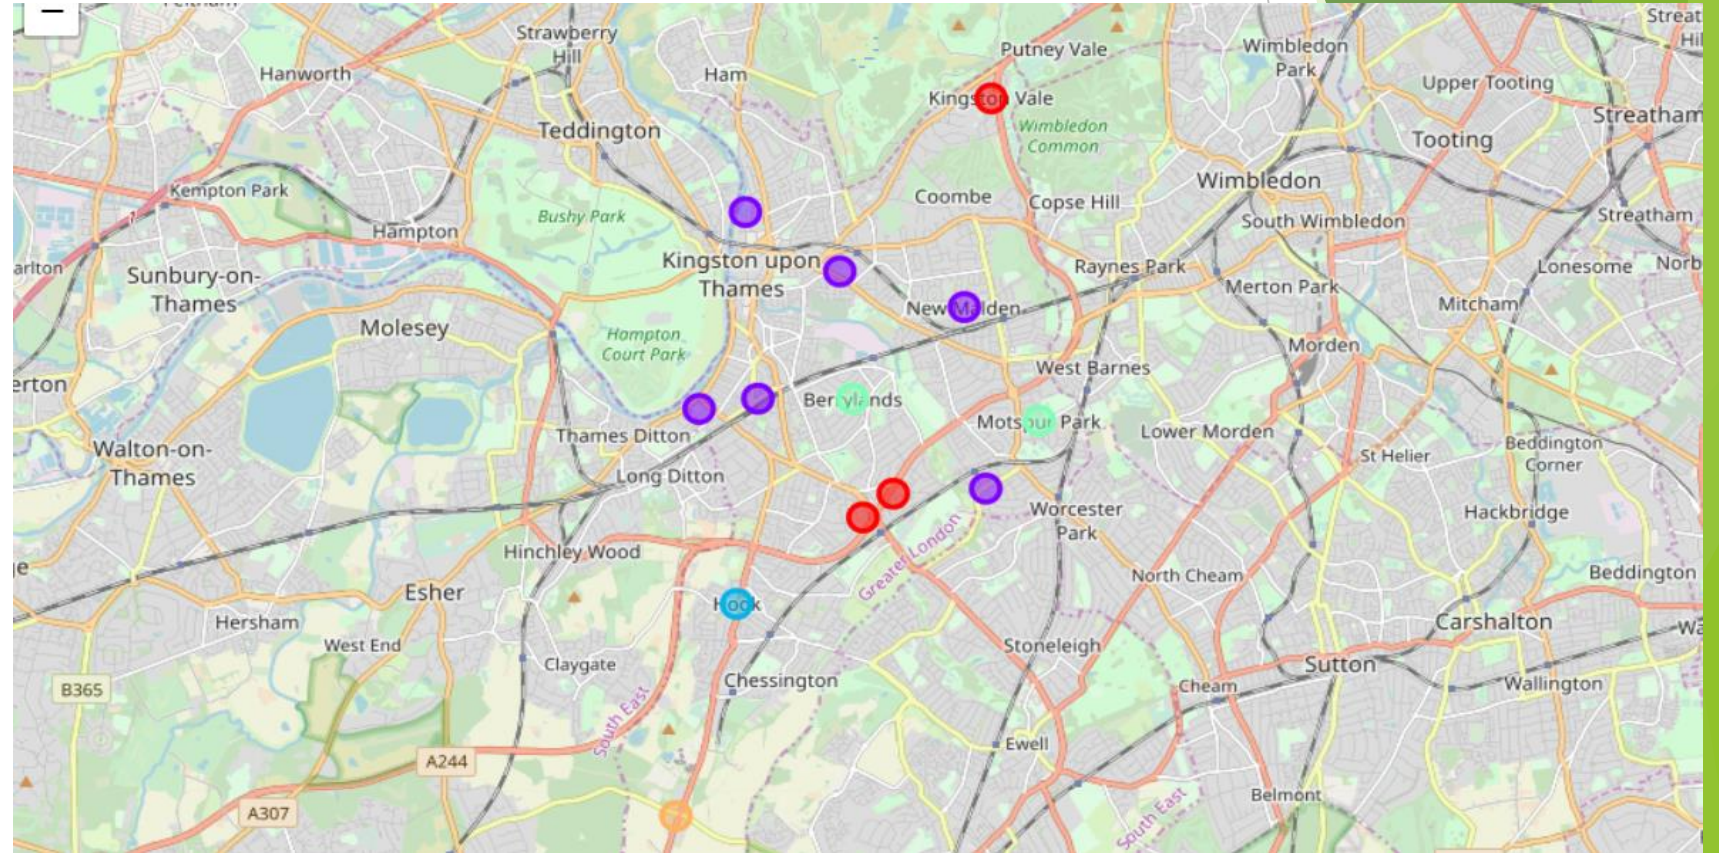 −
Strawberry
Hill
Putney Vale
Wimbledon
Park
Hanworth
Ham
Upper Tooting
Kingston Vale
Streatham
Teddington
Wimbledon
Common
Tooting
Kempton Park
Wimbledon
Coombe
Copse Hill
Bushy Park
South Wimbledon
Streatham
Hampton
Kingston upon
Thames
Raynes Park
Lonesome
Sunbury-on-
Thames
Merton Park
Mitcham
New Malden
Molesey
Hampton
Court Park
Morden
West Barnes
Berrylands
Motspur Park
Lower Morden
Thames Ditton
Beddington
Corner
Walton-on-
Thames
St Helier
Long Ditton
Worcester
Park
Hackbridge
Greater London
Hinchley Wood
North Cheam
Beddington
Esher
Hook
Hersham
Carshalton
West End
Stoneleigh
Claygate
Sutton
Chessington
Cheam
Wallington
B365
South East
Ewell
A244
Belmont
A307
South East